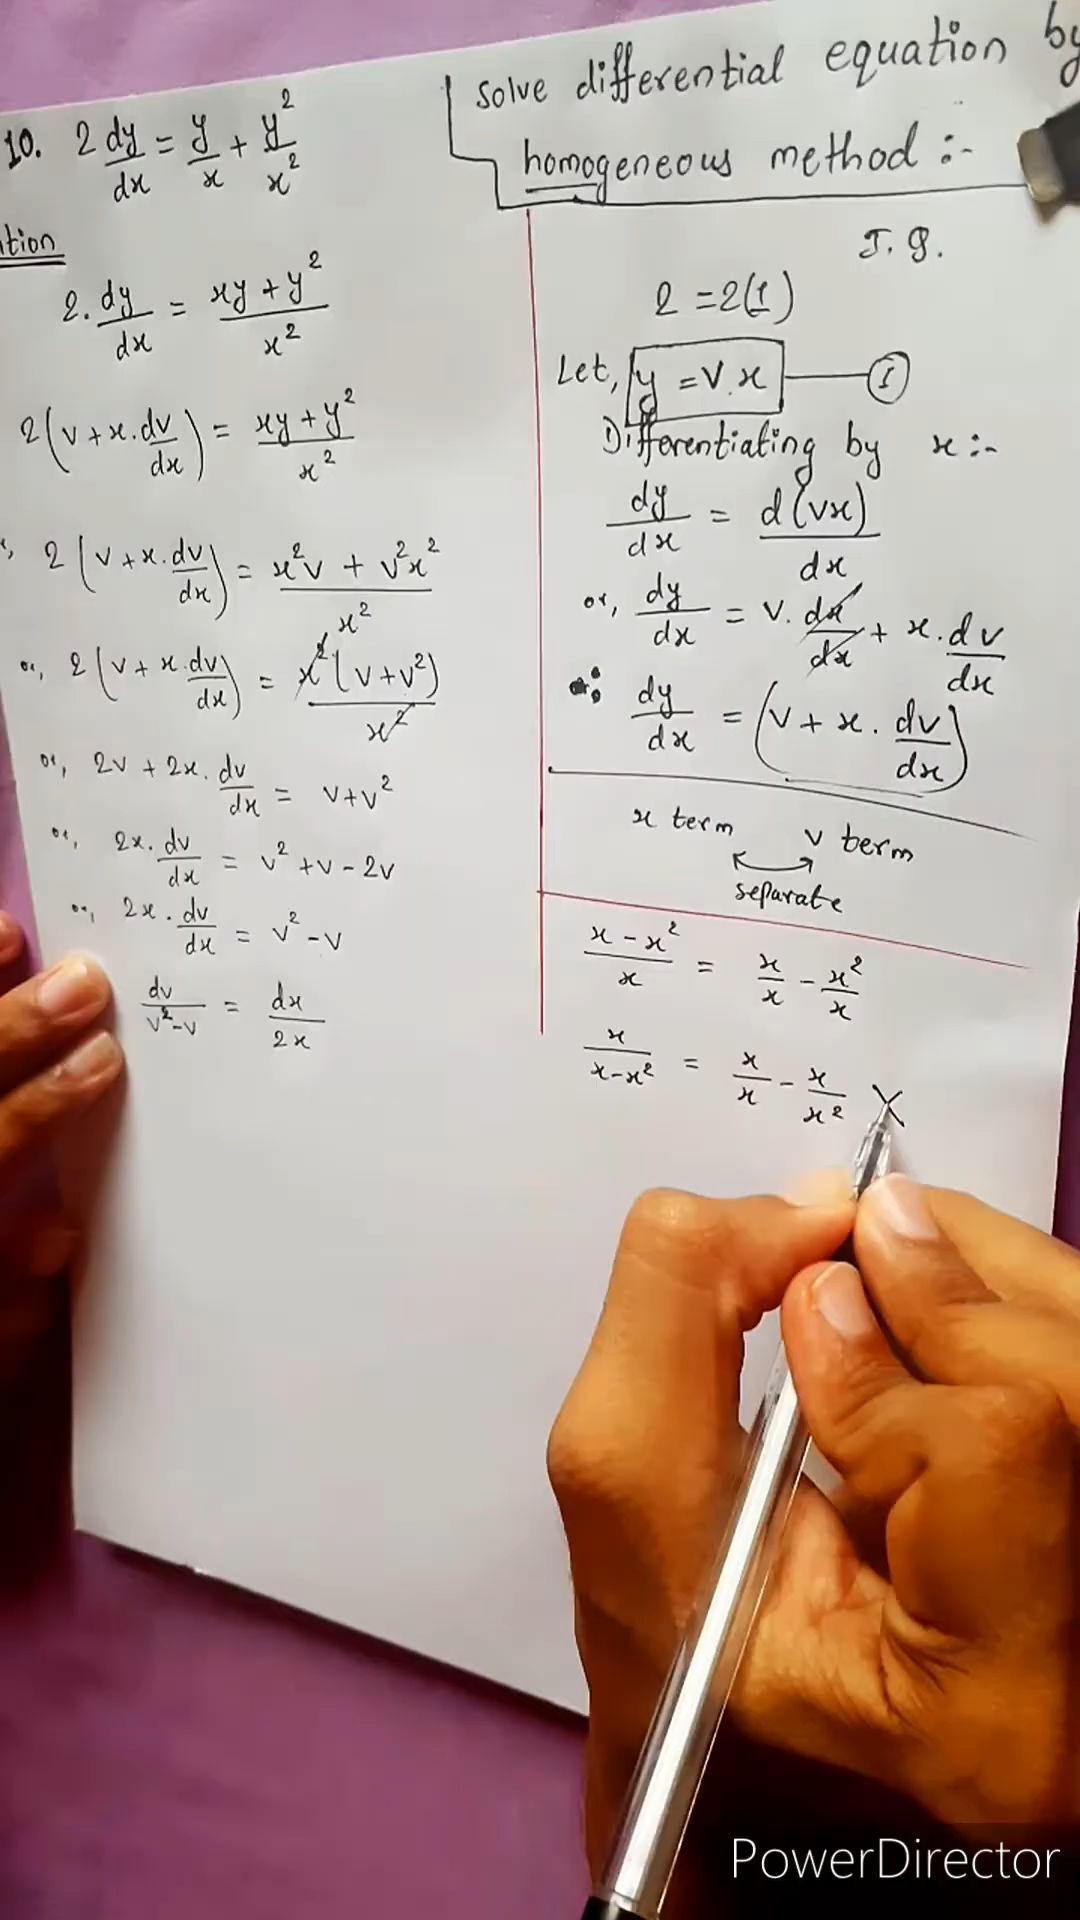 Solve differential equation by
homogeneous method :-
10. 2 dy/dx = y/x + y²/x²
2. dy/dx = xy + y²/x²
2(v + x. dv/dx) = xy + y²/x²
2(v + x. dv/dx) = x²v + v²x²/x²
or, 2(v + x. dv/dx) = x²(v + v²)/x²
or, 2v + 2x. dv/dx = v + v²
or, 2x. dv/dx = v² + v - 2v
or, 2x. dv/dx = v² - v
dv/v² - v = dx/2x
2 = 2(1)
Let, y = v.x — I
Differentiating by x :-
dy/dx = d(vx)/dx
or, dy/dx = v. dx/dx + x. dv/dx
∴ dy/dx = (v + x. dv/dx)
x term v term
separate
x - x²/x = x/x - x²/x
x/x - x² = x/x - x/x² X
PowerDirector